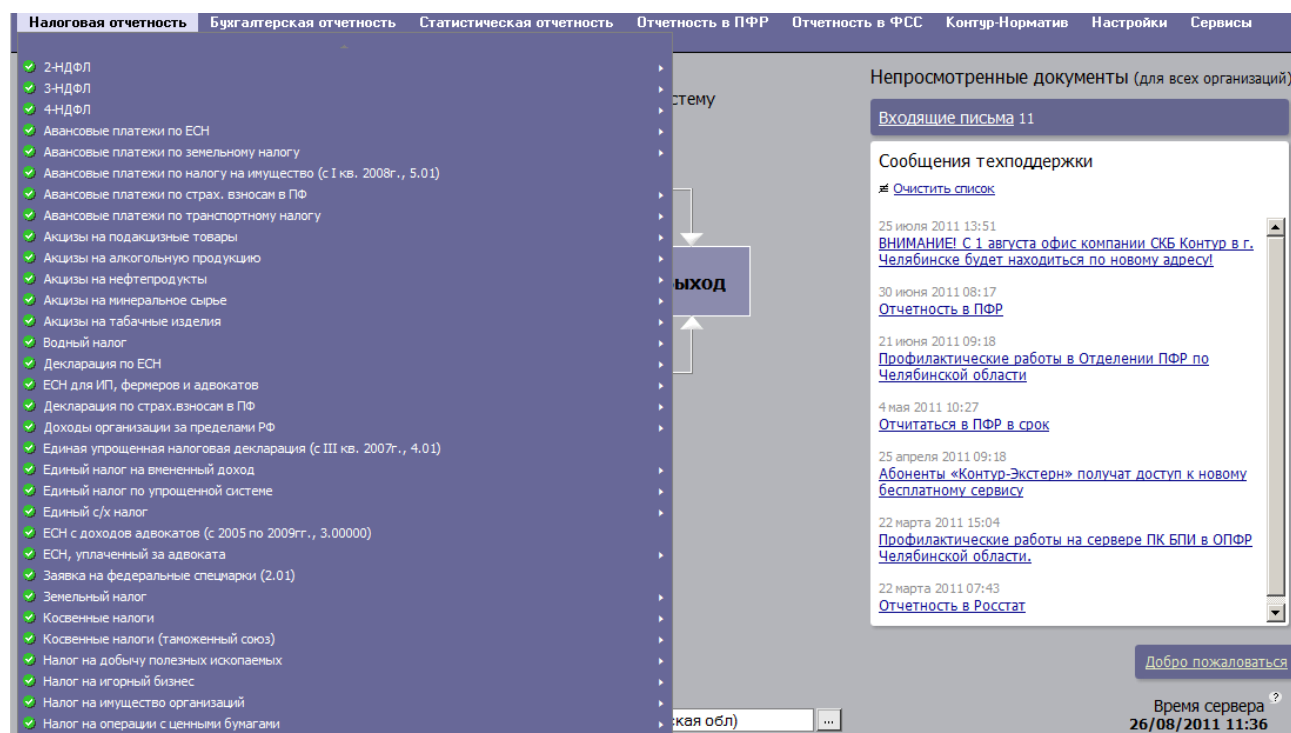 Налоговая отчетность Бухгалтерская отчетность Статистическая отчетность Отчетность в ПФР Отчетность в ФСС Контур-Норматив Настройки Сервисы
2-НДФЛ
3-НДФЛ
4-НДФЛ
Авансовые платежи по ЕСН
Авансовые платежи по земельному налогу
Авансовые платежи по налогу на имущество (с I кв. 2008г., 5.01)
Авансовые платежи по страх. взносам в ПФ
Авансовые платежи по транспортному налогу
Акцизы на подакцизные товары
Акцизы на алкогольную продукцию
Акцизы на нефтепродукты
Акцизы на минеральное сырье
Акцизы на табачные изделия
Водный налог
Декларация по ЕСН
ЕСН для ИП, фермеров и адвокатов
Декларация по страх.взносам в ПФ
Доходы организации за пределами РФ
Единая упрощенная налоговая декларация (с III кв. 2007г., 4.01)
Единый налог на вмененный доход
Единый налог по упрощенной системе
Единый с/х налог
ЕСН с доходов адвокатов (с 2005 по 2009гг., 3.00000)
ЕСН, уплаченный за адвоката
Заявка на федеральные спецмарки (2.01)
Земельный налог
Косвенные налоги
Косвенные налоги (таможенный союз)
Налог на добычу полезных ископаемых
Налог на игорный бизнес
Налог на имущество организаций
Налог на операции с ценными бумагами
стему
ыход
ская обл)
...
Непросмотренные документы (для всех организаций)
Входящие письма 11
Сообщения техподдержки
Очистить список
25 июля 2011 13:51
ВНИМАНИЕ! С 1 августа офис компании СКБ Контур в г.
Челябинске будет находиться по новому адресу!
30 июня 2011 08:17
Отчетность в ПФР
21 июня 2011 09:18
Профилактические работы в Отделении ПФР по
Челябинской области
4 мая 2011 10:27
Отчитаться в ПФР в срок
25 апреля 2011 09:18
Абоненты «Контур-Экстерн» получат доступ к новому
бесплатному сервису
22 марта 2011 15:04
Профилактические работы на сервере ПК БПИ в ОПФР
Челябинской области.
22 марта 2011 07:43
Отчетность в Росстат
Добро пожаловаться
Время сервера ?
26/08/2011 11:36